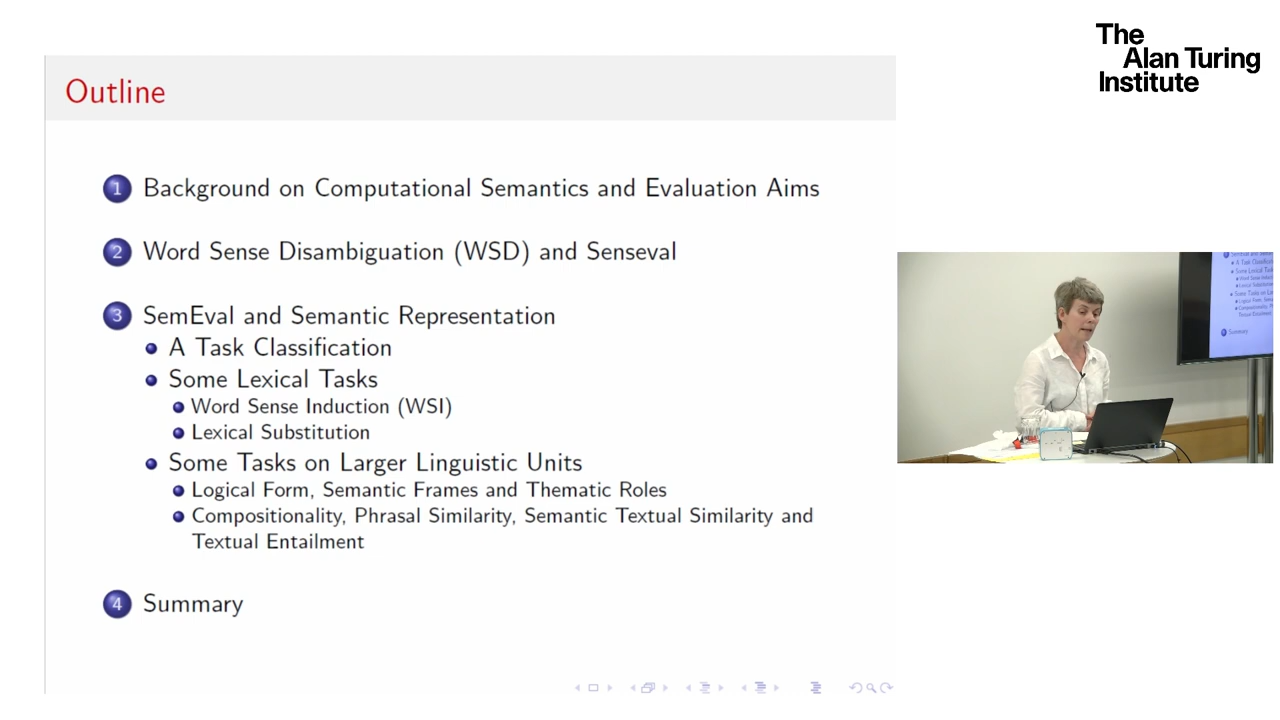 The
Alan Turing
Institute
Outline
1 Background on Computational Semantics and Evaluation Aims
2 Word Sense Disambiguation (WSD) and Senseval
3 SemEval and Semantic Representation
A Task Classification
Some Lexical Tasks
Word Sense Induction (WSI)
Lexical Substitution
Some Tasks on Larger Linguistic Units
Logical Form, Semantic Frames and Thematic Roles
Compositionality, Phrasal Similarity, Semantic Textual Similarity and
Textual Entailment
4 Summary